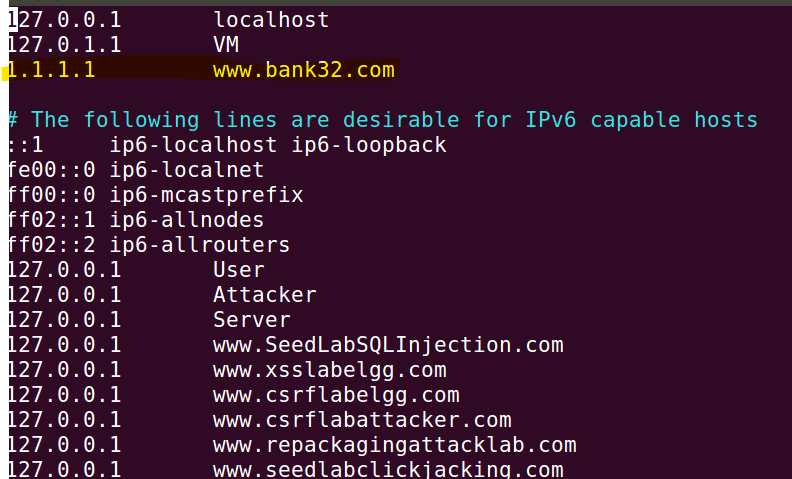 127.0.0.1       localhost
127.0.1.1       VM
1.1.1.1         www.bank32.com
# The following lines are desirable for IPv6 capable hosts
::1     ip6-localhost ip6-loopback
fe00::0 ip6-localnet
ff00::0 ip6-mcastprefix
ff02::1 ip6-allnodes
ff02::2 ip6-allrouters
127.0.0.1       User
127.0.0.1       Attacker
127.0.0.1       Server
127.0.0.1       www.SeedLabSQLInjection.com
127.0.0.1       www.xsslabelgg.com
127.0.0.1       www.csrflabelgg.com
127.0.0.1       www.csrflabattacker.com
127.0.0.1       www.repackagingattacklab.com
127.0.0.1       www.seedlabclickjacking.com